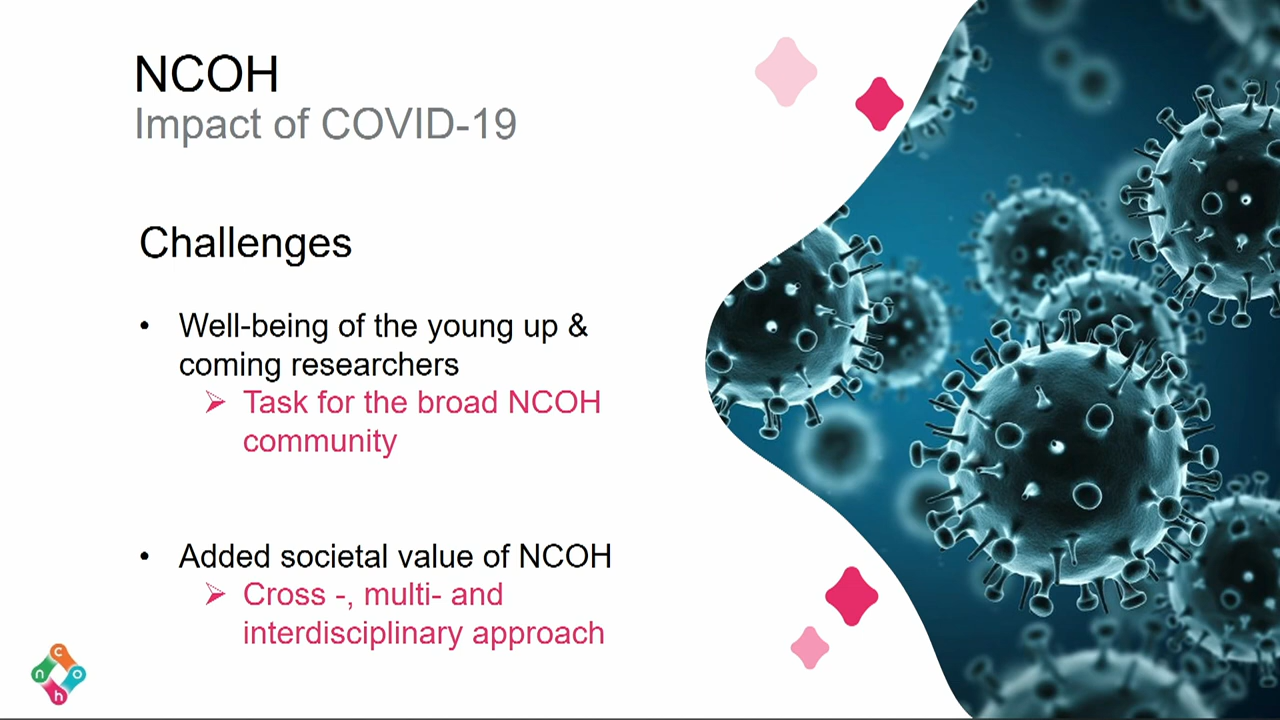 NCOH
Impact of COVID-19
Challenges
• Well-being of the young up &
coming researchers
➢ Task for the broad NCOH
community
• Added societal value of NCOH
➢ Cross -, multi- and
interdisciplinary approach
n c o h